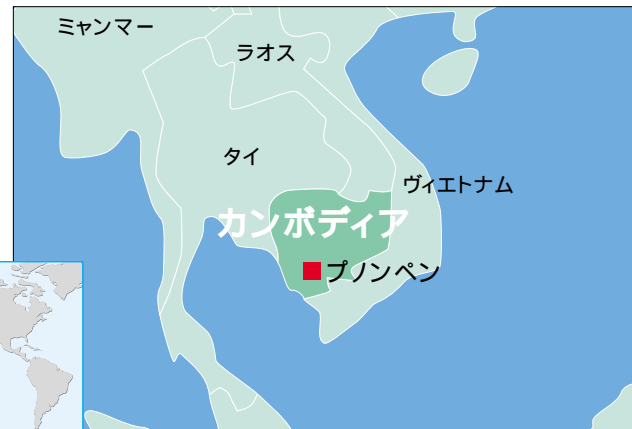 ミャンマー
ラオス
タイ
ヴィエトナム
カンボディア
プノンペン